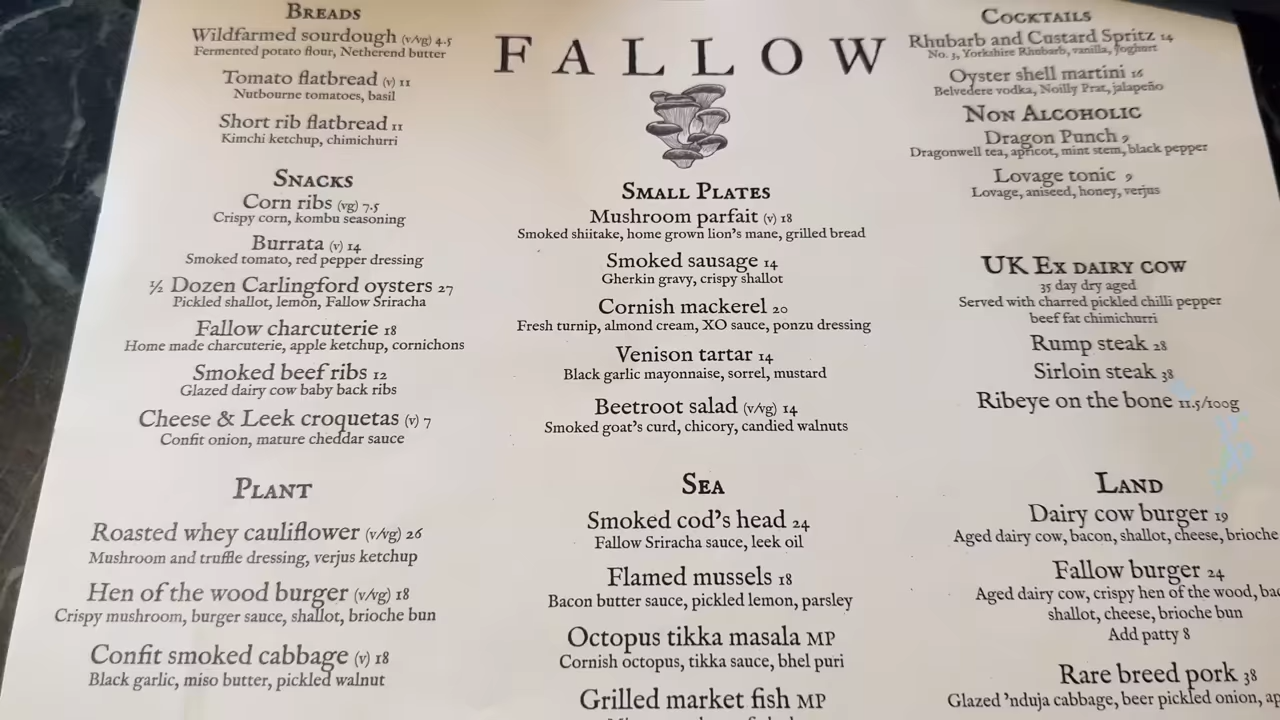 BREADS
Wildfarmed sourdough (v/vg) 4.5
Fermented potato flour, Netherend butter
Tomato flatbread (v) 11
Nutbourne tomatoes, basil
Short rib flatbread 11
Kimchi ketchup, chimichurri
SNACKS
Corn ribs (vg) 7.5
Crispy corn, kombu seasoning
Burrata (v) 14
Smoked tomato, red pepper dressing
½ Dozen Carlingford oysters 27
Pickled shallot, lemon, Fallow Sriracha
Fallow charcuterie 18
Home made charcuterie, apple ketchup, cornichons
Smoked beef ribs 12
Glazed dairy cow baby back ribs
Cheese & Leek croquetas (v) 7
Confit onion, mature cheddar sauce
FALLOW
SMALL PLATES
Mushroom parfait (v) 18
Smoked shiitake, home grown lion's mane, grilled bread
Smoked sausage 14
Gherkin gravy, crispy shallot
Cornish mackerel 20
Fresh turnip, almond cream, XO sauce, ponzu dressing
Venison tartar 14
Black garlic mayonnaise, sorrel, mustard
Beetroot salad (v/vg) 14
Smoked goat's curd, chicory, candied walnuts
COCKTAILS
Rhubarb and Custard Spritz 14
No. 3, Yorkshire Rhubarb, vanilla, yoghurt
Oyster shell martini 16
Belvedere vodka, Noilly Prat, jalapeño
NON ALCOHOLIC
Dragon Punch 9
Dragonwell tea, apricot, mint stem, black pepper
Lovage tonic 9
Lovage, aniseed, honey, verjus
UK EX DAIRY COW
35 day dry aged
Served with charred pickled chilli pepper
beef fat chimichurri
Rump steak 28
Sirloin steak 38
Ribeye on the bone 11.5/100g
PLANT
Roasted whey cauliflower (v/vg) 26
Mushroom and truffle dressing, verjus ketchup
Hen of the wood burger (v/vg) 18
Crispy mushroom, burger sauce, shallot, brioche bun
Confit smoked cabbage (v) 18
Black garlic, miso butter, pickled walnut
SEA
Smoked cod's head 24
Fallow Sriracha sauce, leek oil
Flamed mussels 18
Bacon butter sauce, pickled lemon, parsley
Octopus tikka masala MP
Cornish octopus, tikka sauce, bhel puri
Grilled market fish MP
LAND
Dairy cow burger 19
Aged dairy cow, bacon, shallot, cheese, brioche
Fallow burger 24
Aged dairy cow, crispy hen of the wood,
shallot, cheese, brioche bun
Add patty 8
Rare breed pork 38
Glazed 'nduja cabbage, beer pickled onion,